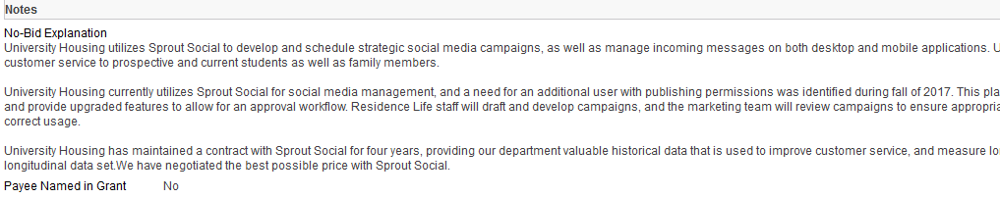 Notes
No-Bid Explanation
University Housing utilizes Sprout Social to develop and schedule strategic social media campaigns, as well as manage incoming messages on both desktop and mobile applications.
customer service to prospective and current students as well as family members.
University Housing currently utilizes Sprout Social for social media management, and a need for an additional user with publishing permissions was identified during fall of 2017. This
and provide upgraded features to allow for an approval workflow. Residence Life staff will draft and develop campaigns, and the marketing team will review campaigns to ensure
correct usage.
University Housing has maintained a contract with Sprout Social for four years, providing our department valuable historical data that is used to improve customer service, and measure
longitudinal data set.We have negotiated the best possible price with Sprout Social.
Payee Named in Grant No